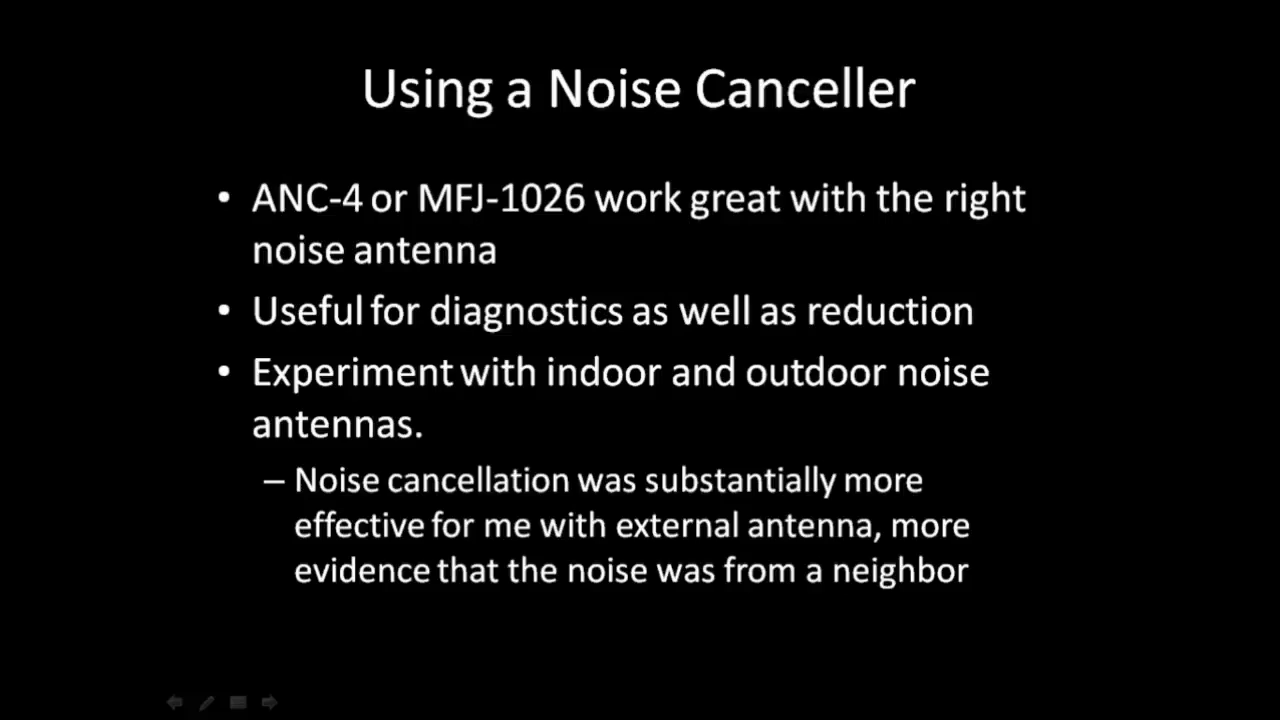 Using a Noise Canceller
• ANC-4 or MFJ-1026 work great with the right
noise antenna
• Useful for diagnostics as well as reduction
• Experiment with indoor and outdoor noise
antennas.
– Noise cancellation was substantially more
effective for me with external antenna, more
evidence that the noise was from a neighbor